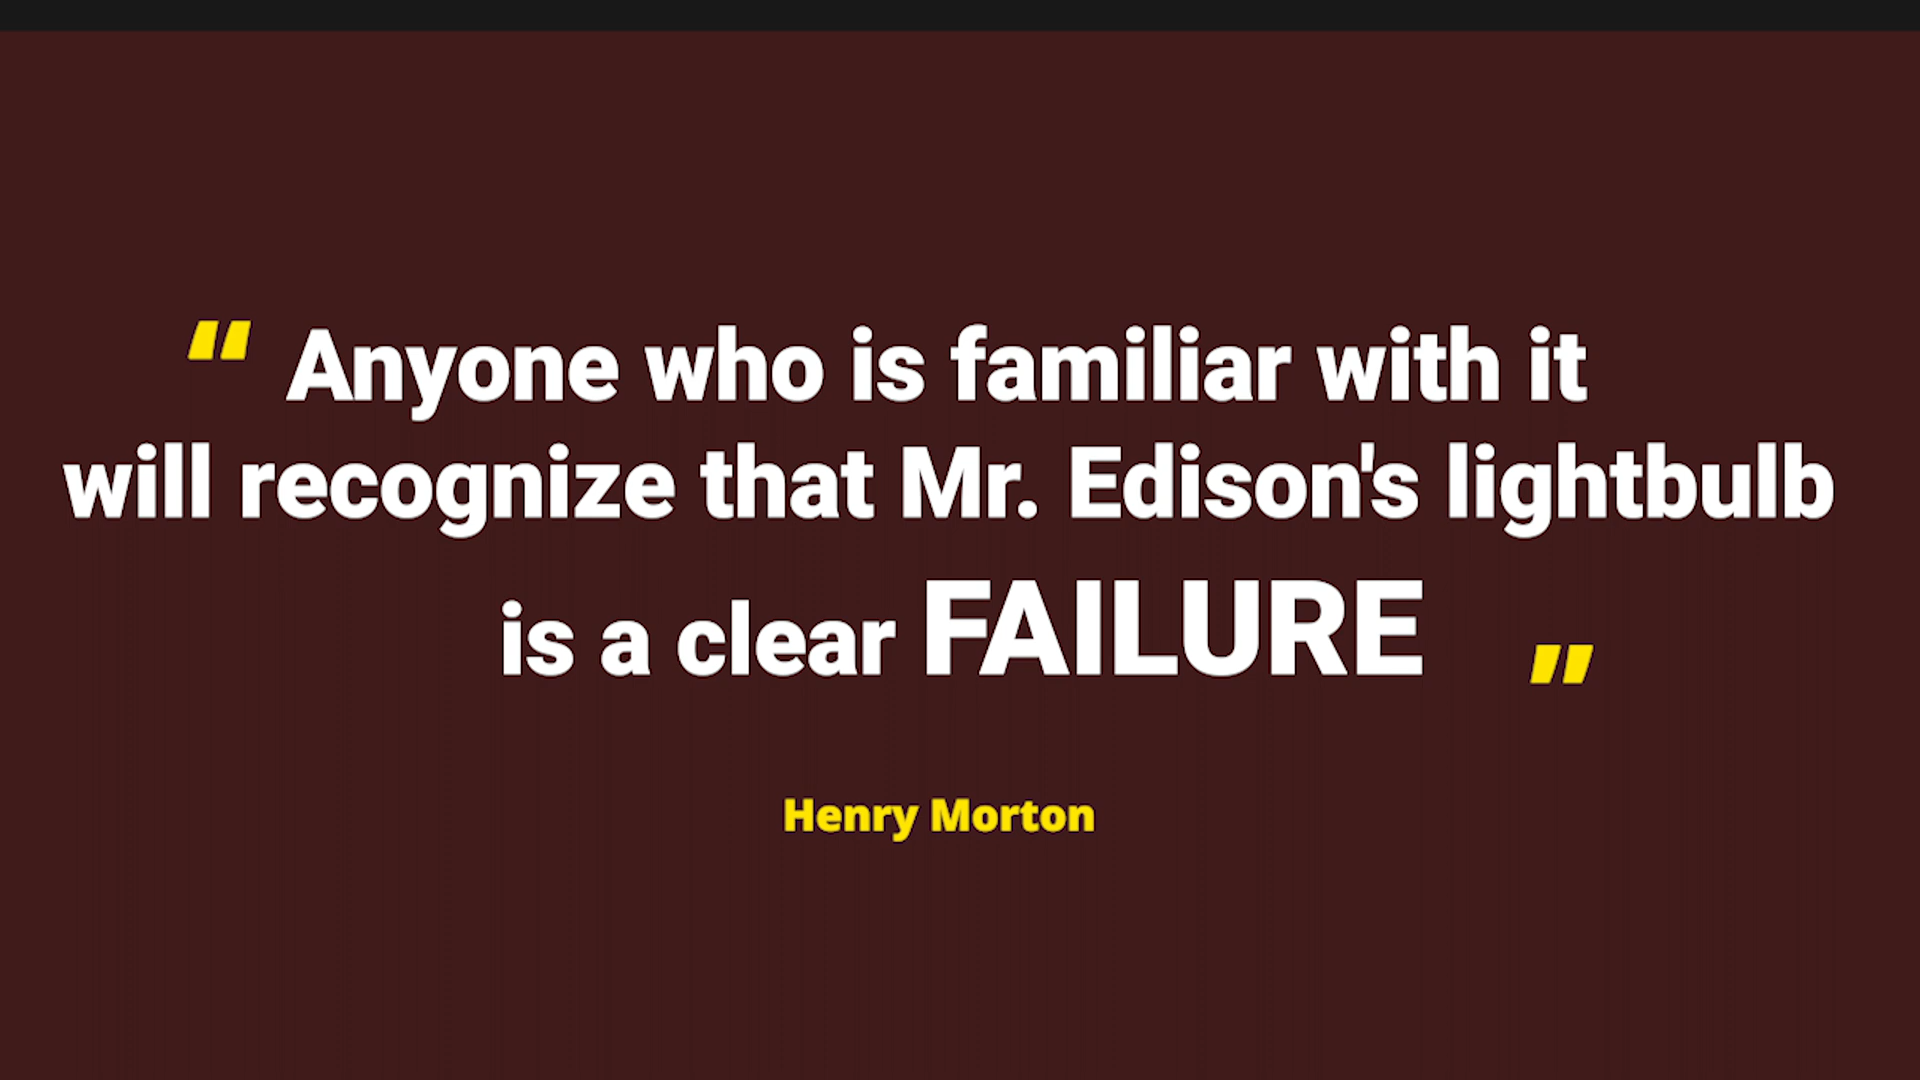 “ Anyone who is familiar with it
will recognize that Mr. Edison's lightbulb
is a clear FAILURE ”
Henry Morton